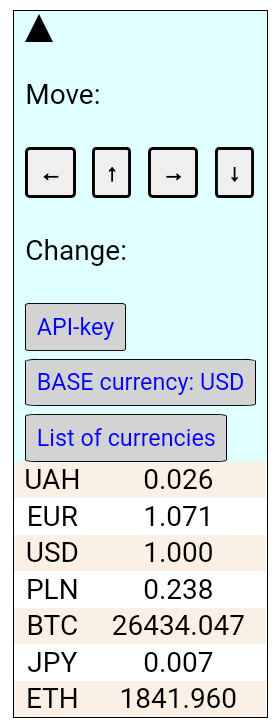 ▲
Move:
← ↑ → ↓
Change:
API-key
BASE currency: USD
List of currencies
UAH 0.026
EUR 1.071
USD 1.000
PLN 0.238
BTC 26434.047
JPY 0.007
ETH 1841.960